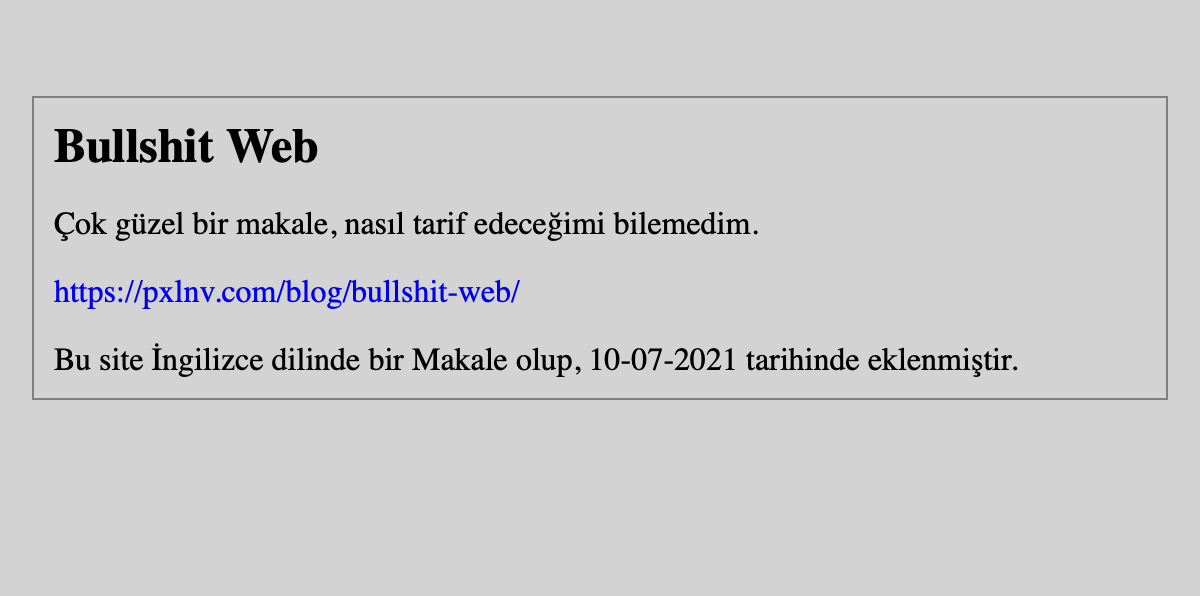 Bullshit Web
Çok güzel bir makale, nasıl tarif edeceğimi bilemedim.
https://pxlnv.com/blog/bullshit-web/
Bu site İngilizce dilinde bir Makale olup, 10-07-2021 tarihinde eklenmiştir.